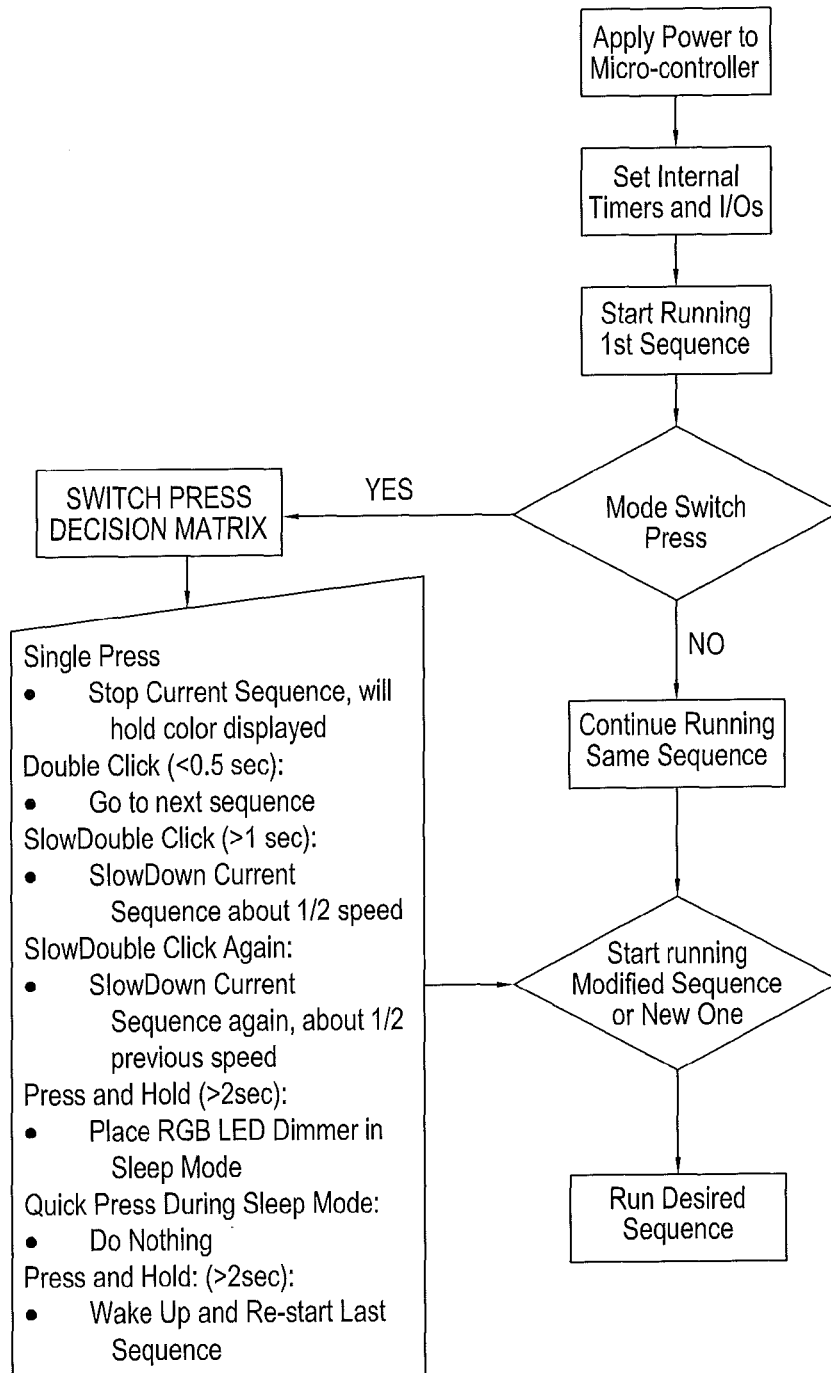 Apply Power to
Micro-controller
Set Internal
Timers and I/Os
Start Running
1st Sequence
Mode Switch
Press
YES
SWITCH PRESS
DECISION MATRIX
NO
Continue Running
Same Sequence
Single Press
• Stop Current Sequence, will
hold color displayed
Double Click (<0.5 sec):
• Go to next sequence
SlowDouble Click (>1 sec):
• SlowDown Current
Sequence about 1/2 speed
SlowDouble Click Again:
• SlowDown Current
Sequence again, about 1/2
previous speed
Press and Hold (>2sec):
• Place RGB LED Dimmer in
Sleep Mode
Quick Press During Sleep Mode:
• Do Nothing
Press and Hold: (>2sec):
• Wake Up and Re-start Last
Sequence
Start running
Modified Sequence
or New One
Run Desired
Sequence